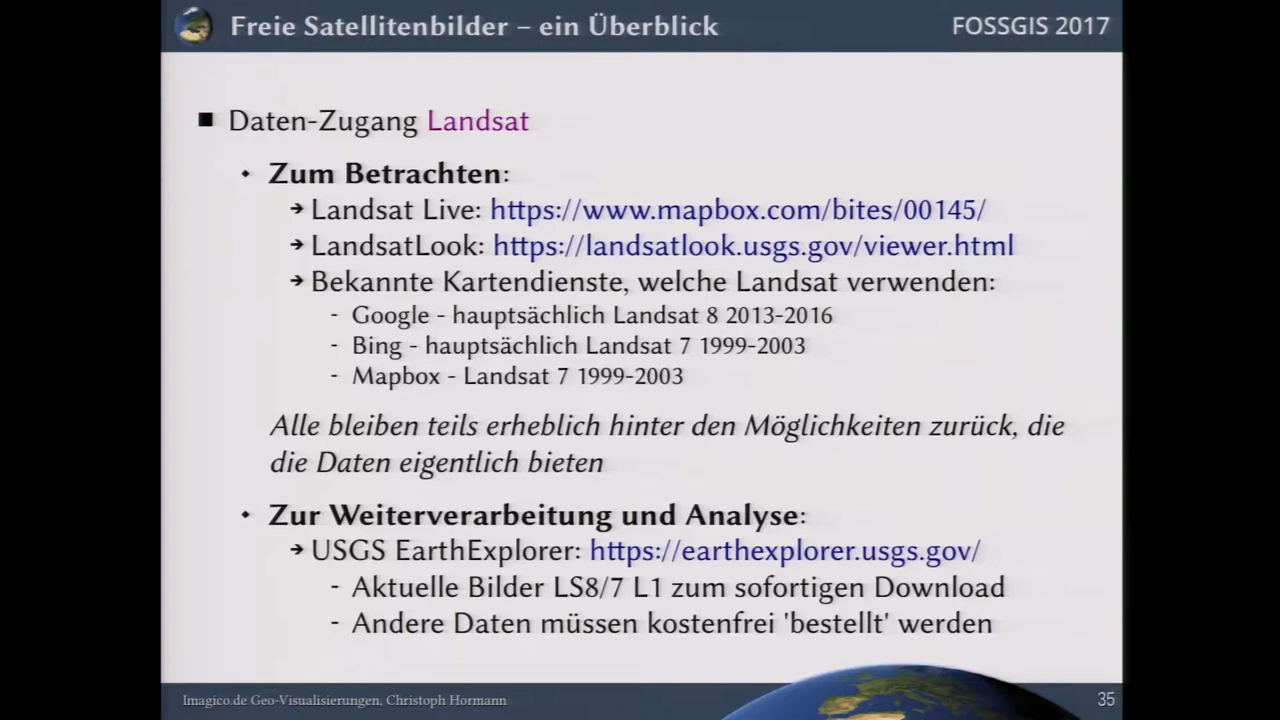 Freie Satellitenbilder – ein Überblick
FOSSGIS 2017
Daten-Zugang Landsat
Zum Betrachten:
Landsat Live: https://www.mapbox.com/bites/00145/
LandsatLook: https://landsatlook.usgs.gov/viewer.html
Bekannte Kartendienste, welche Landsat verwenden:
- Google - hauptsächlich Landsat 8 2013-2016
- Bing - hauptsächlich Landsat 7 1999-2003
- Mapbox - Landsat 7 1999-2003
Alle bleiben teils erheblich hinter den Möglichkeiten zurück, die
die Daten eigentlich bieten
Zur Weiterverarbeitung und Analyse:
USGS EarthExplorer: https://earthexplorer.usgs.gov/
- Aktuelle Bilder LS8/7 L1 zum sofortigen Download
- Andere Daten müssen kostenfrei 'bestellt' werden
Imagico.de Geo-Visualisierungen, Christoph Hormann
35